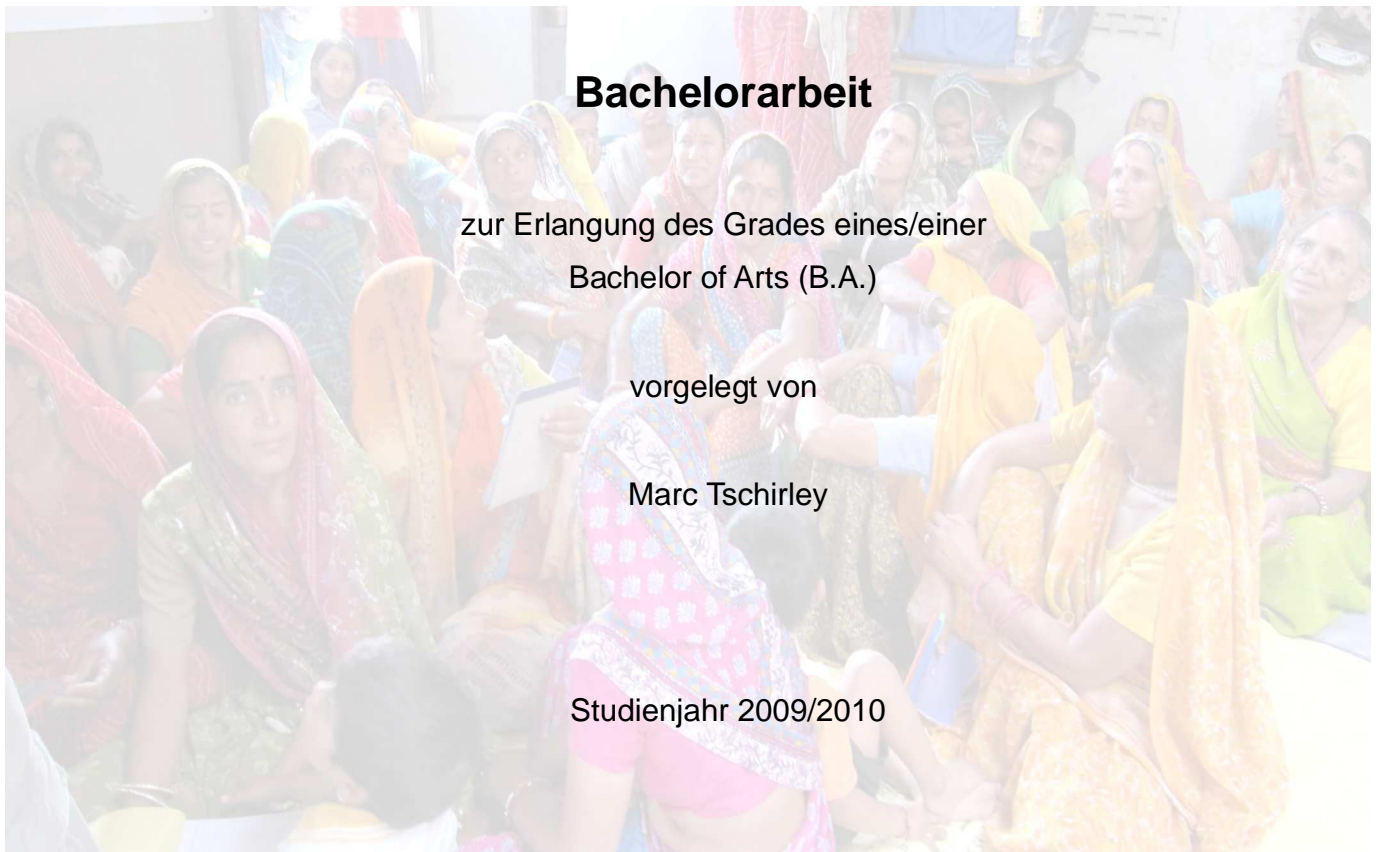 Bachelorarbeit
zur Erlangung des Grades eines/einer
Bachelor of Arts (B.A.)
vorgelegt von
Marc Tschirley
Studienjahr 2009/2010